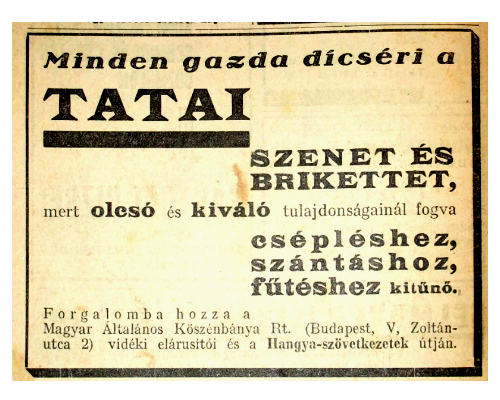 Minden gazda dícséri a
TATAI
SZENET ÉS
BRIKETTET,
mert olcsó és kiváló tulajdonságainál fogva
csépléshez,
szántáshoz,
fűtéshez kitűnő.
Forgalomba hozza a
Magyar Általános Kőszénbánya Rt. (Budapest, V, Zoltán-
utca 2) vidéki elárusítói és a Hangya-szövetkezetek útján.